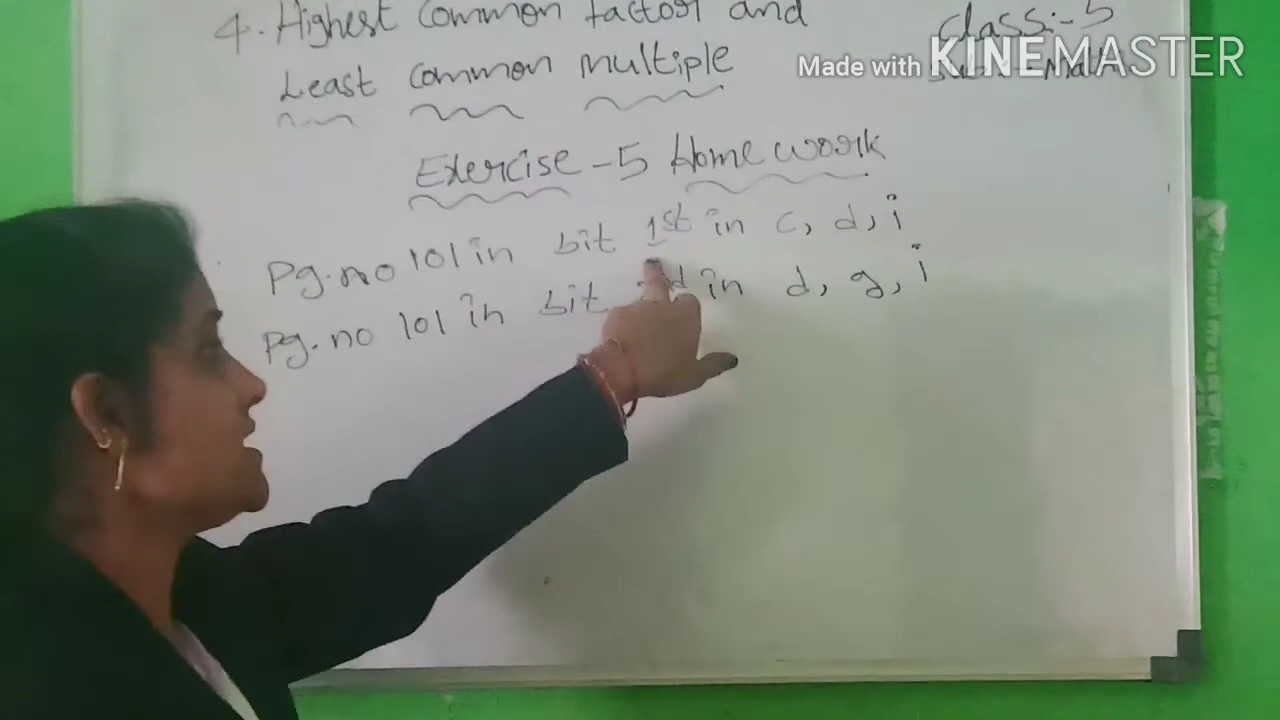 4. Highest Common factor and
Least Common multiple
Class:-5
Made with KINEMASTER
Exercise -5 Home work
Pg.no 101 in bit 1st in c, d, i
Pg.no 101 in bit in d, g, i